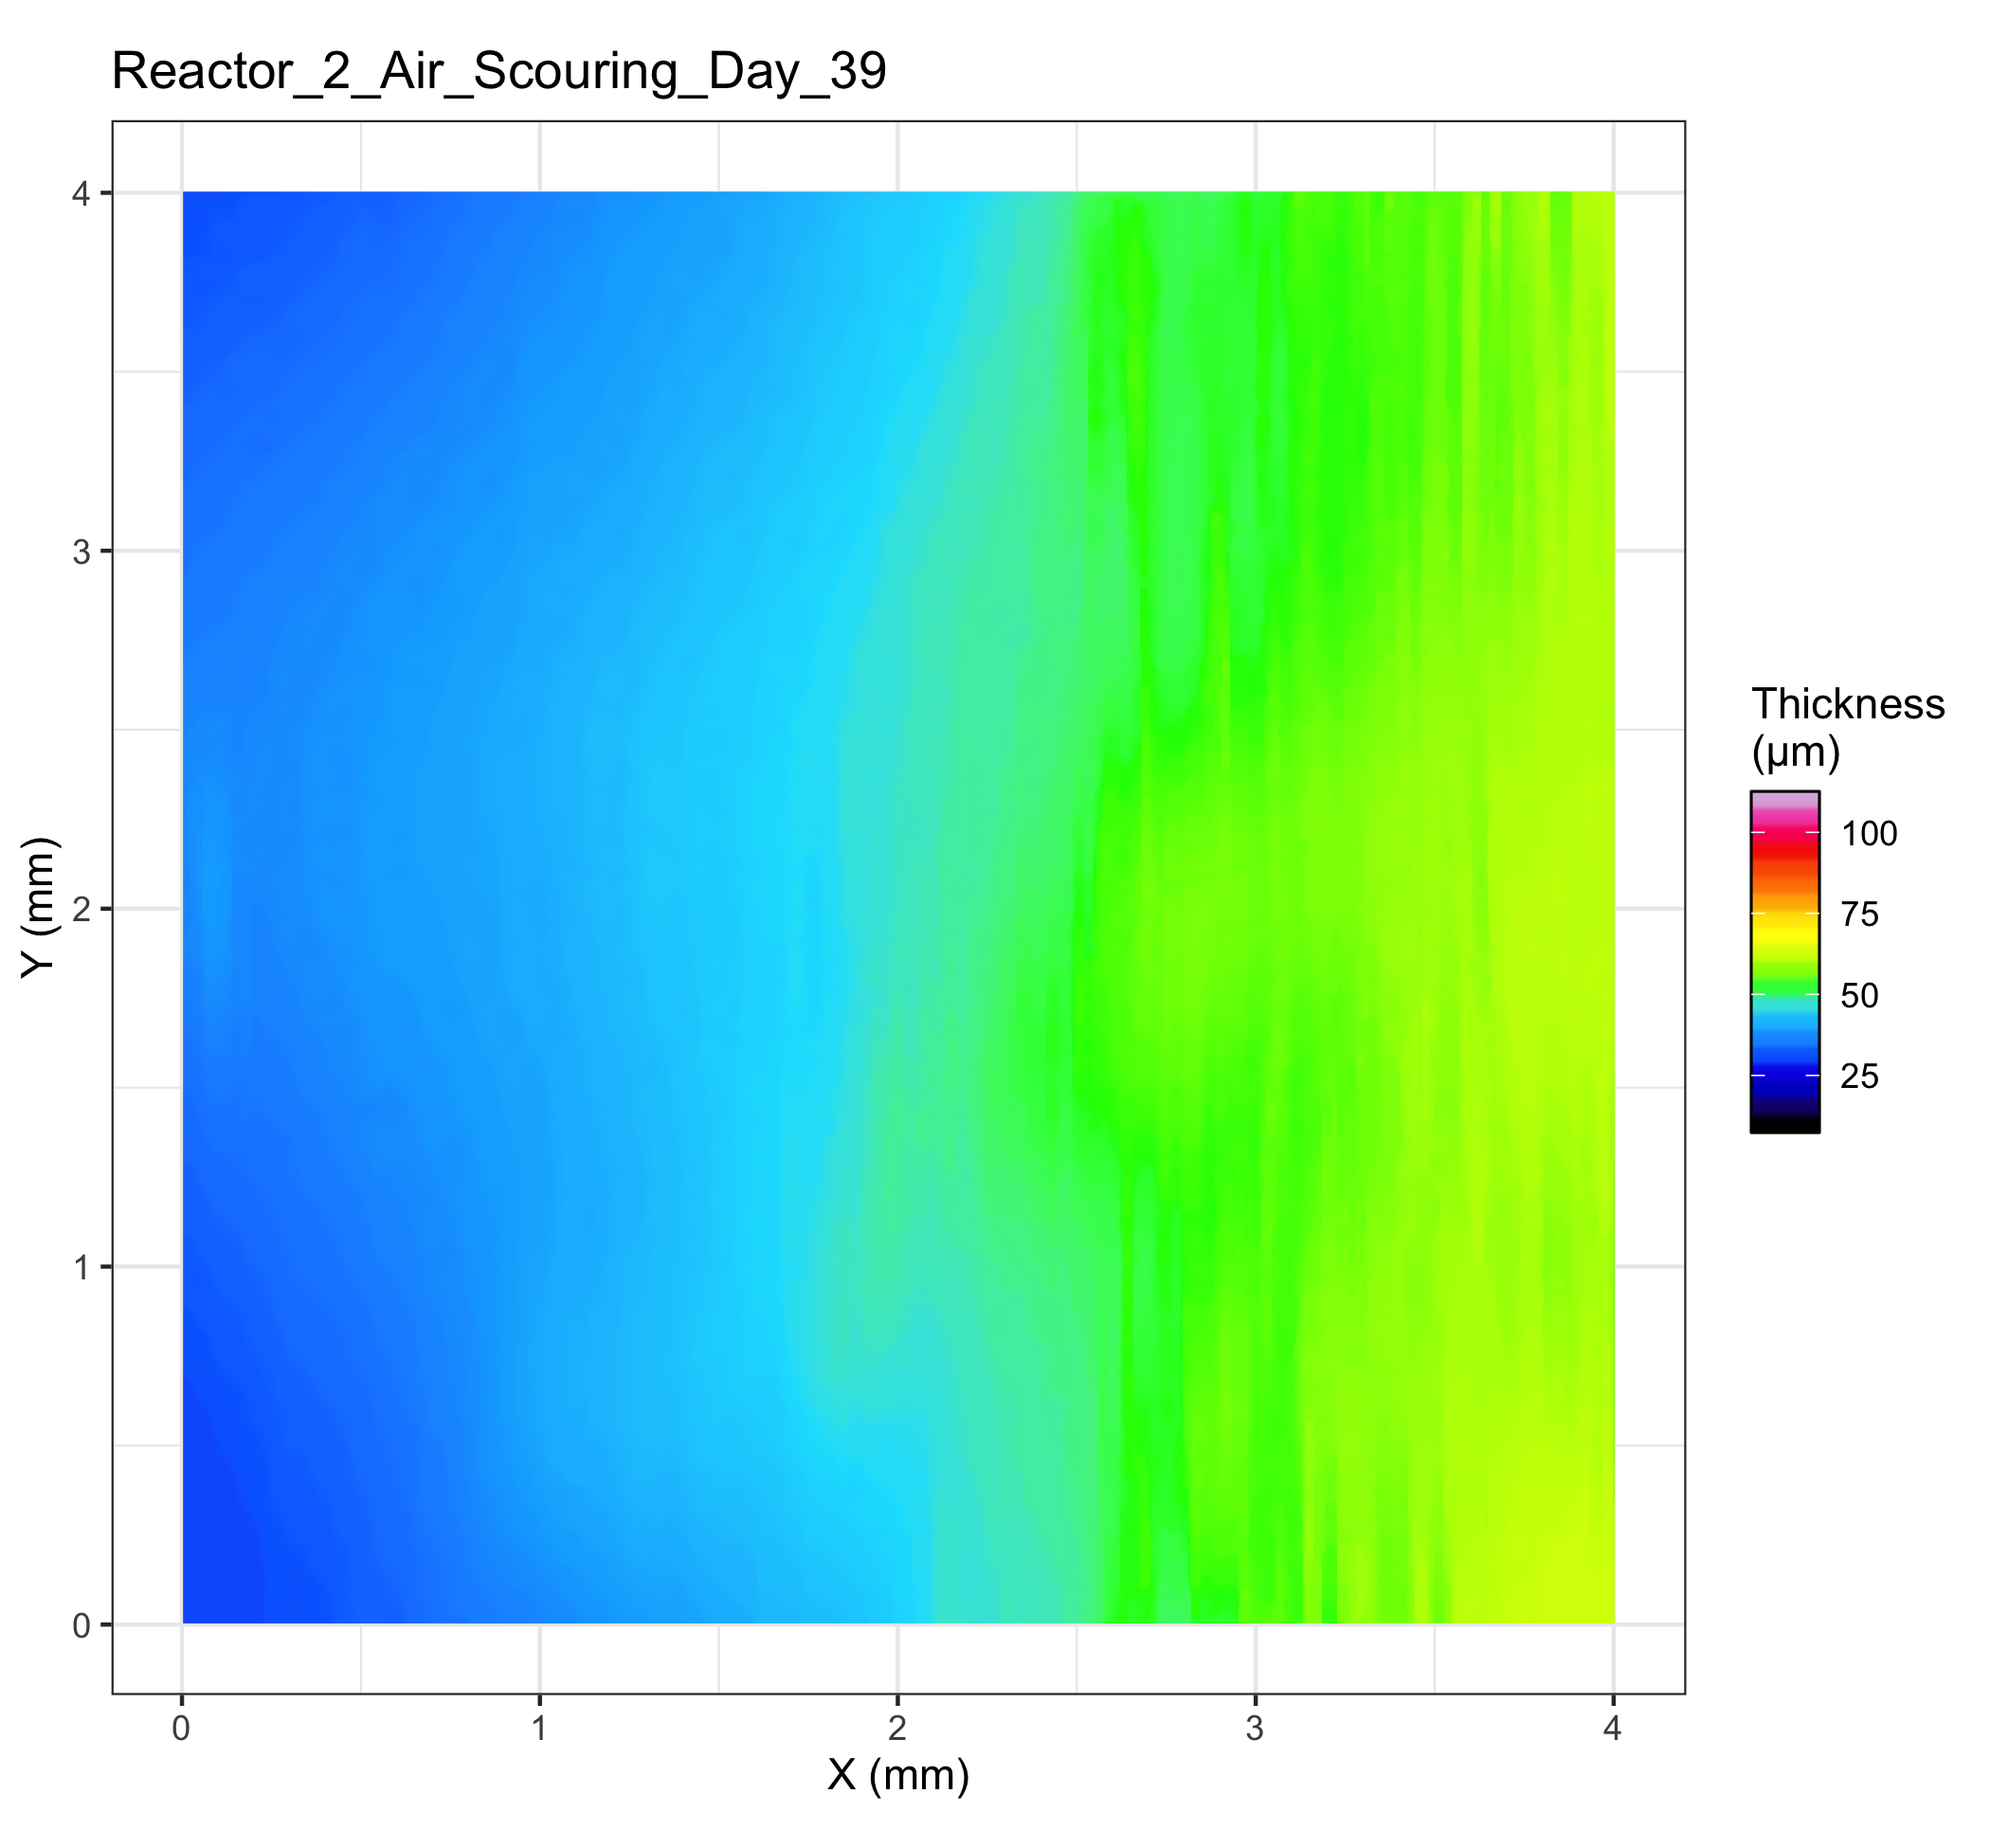 Reactor_2_Air_Scouring_Day_39
4
3
2
1
0
Y (mm)
0 1 2 3 4
X (mm)
Thickness
(µm)
100
75
50
25